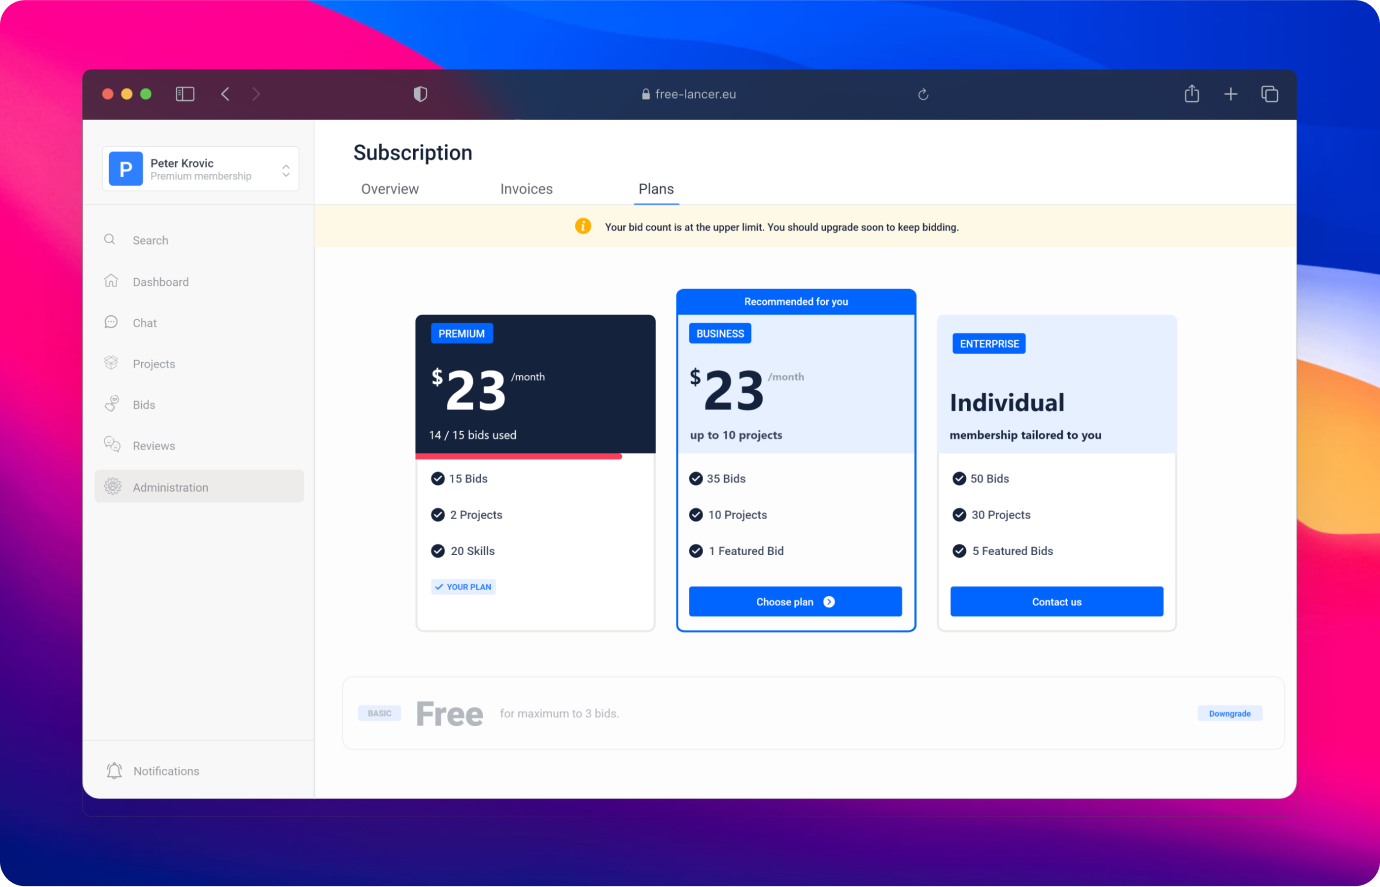 free-lancer.eu
P
Peter Krovic
Premium membership
Search
Dashboard
Chat
Projects
Bids
Reviews
Administration
Notifications
Subscription
Overview
Invoices
Plans
Your bid count is at the upper limit. You should upgrade soon to keep bidding.
PREMIUM
$23 /month
14 / 15 bids used
15 Bids
2 Projects
20 Skills
YOUR PLAN
Recommended for you
BUSINESS
$23 /month
up to 10 projects
35 Bids
10 Projects
1 Featured Bid
Choose plan
ENTERPRISE
Individual
membership tailored to you
50 Bids
30 Projects
5 Featured Bids
Contact us
BASIC
Free
for maximum to 3 bids.
Downgrade